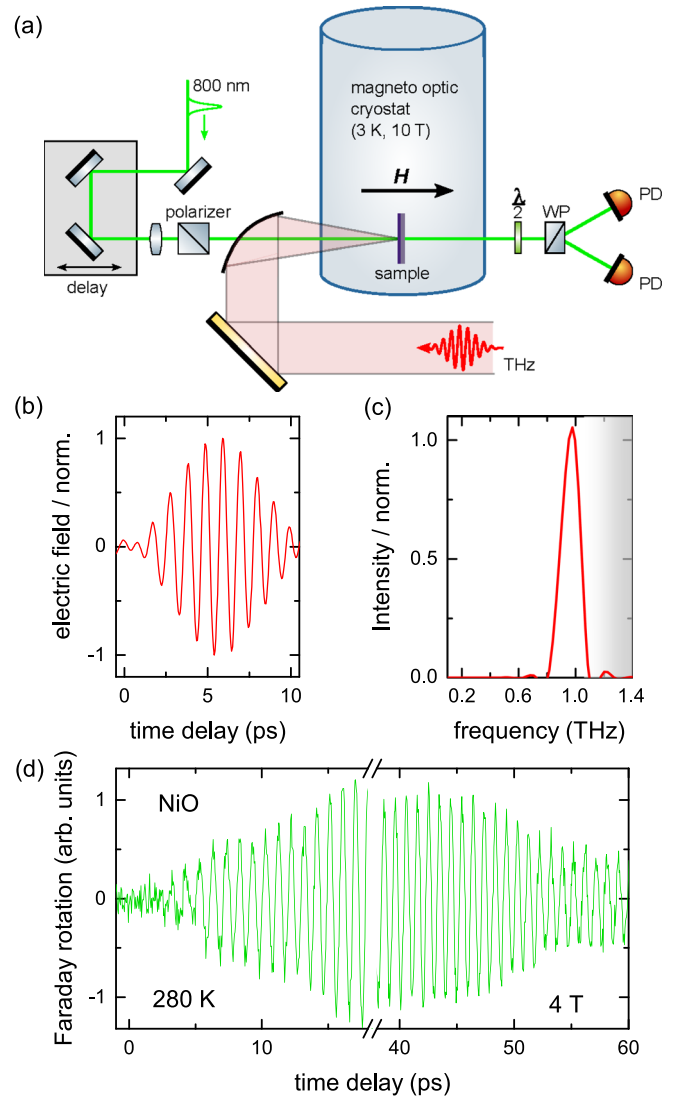 (a)
800 nm
magneto optic
cryostat
(3 K, 10 T)
H
λ
2
WP
PD
polarizer
delay
sample
PD
THz
(b)
(c)
electric field / norm.
1
0
-1
0
5
10
time delay (ps)
Intensity / norm.
1.0
0.5
0.0
0.2
0.6
1.0
1.4
frequency (THz)
(d)
Faraday rotation (arb. units)
NiO
1
0
-1
280 K
4 T
0
10
40
50
60
time delay (ps)